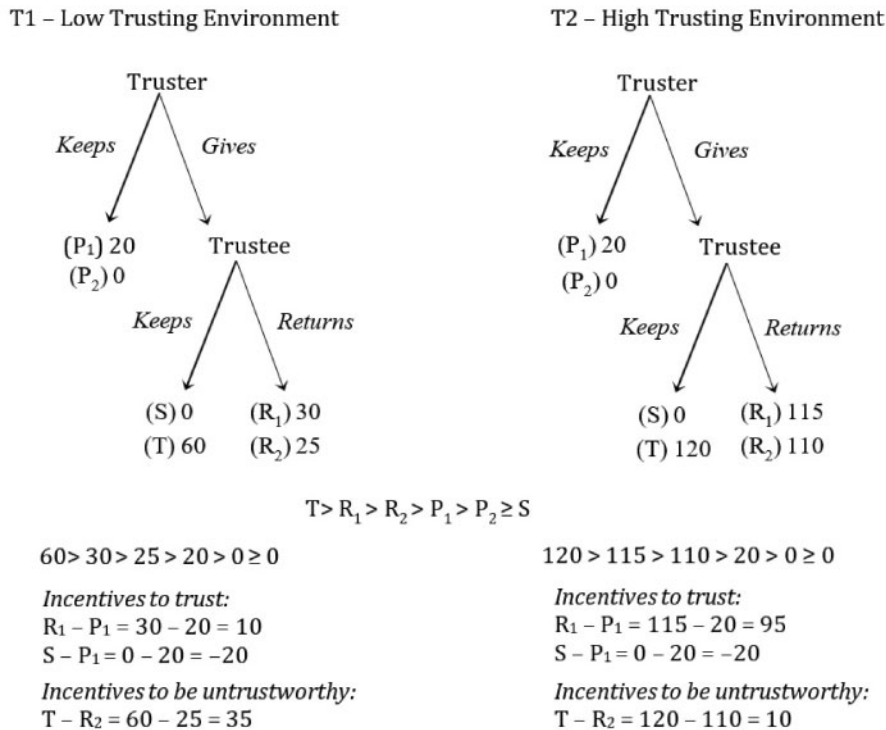 T1 – Low Trusting Environment
Truster
Keeps Gives
(P₁) 20 Trustee
(P₂) 0
Keeps Returns
(S) 0 (R₁) 30
(T) 60 (R₂) 25
T2 – High Trusting Environment
Truster
Keeps Gives
(P₁) 20 Trustee
(P₂) 0
Keeps Returns
(S) 0 (R₁) 115
(T) 120 (R₂) 110
T> R₁ > R₂ > P₁ > P₂ ≥ S
60> 30 > 25 > 20 > 0 ≥ 0
Incentives to trust:
R₁ – P₁ = 30 – 20 = 10
S – P₁ = 0 – 20 = –20
Incentives to be untrustworthy:
T – R₂ = 60 – 25 = 35
120 > 115 > 110 > 20 > 0 ≥ 0
Incentives to trust:
R₁ – P₁ = 115 – 20 = 95
S – P₁ = 0 – 20 = –20
Incentives to be untrustworthy:
T – R₂ = 120 – 110 = 10